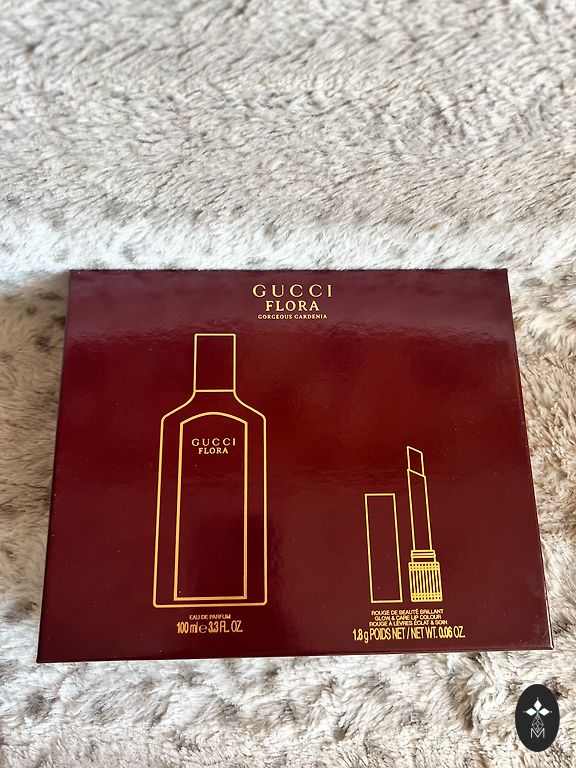 GUCCI
FLORA
GORGEOUS GARDENIA
GUCCI
FLORA
EAU DE PARFUM
100 ml e 3.3 FL. OZ.
ROUGE DE BEAUTÉ BRILLANT
GLOW & CARE LIP COLOUR
ROUGE À LÈVRES ÉCLAT & SOIN
1.8 g POIDS NET / NET WT. 0.06 OZ.
M